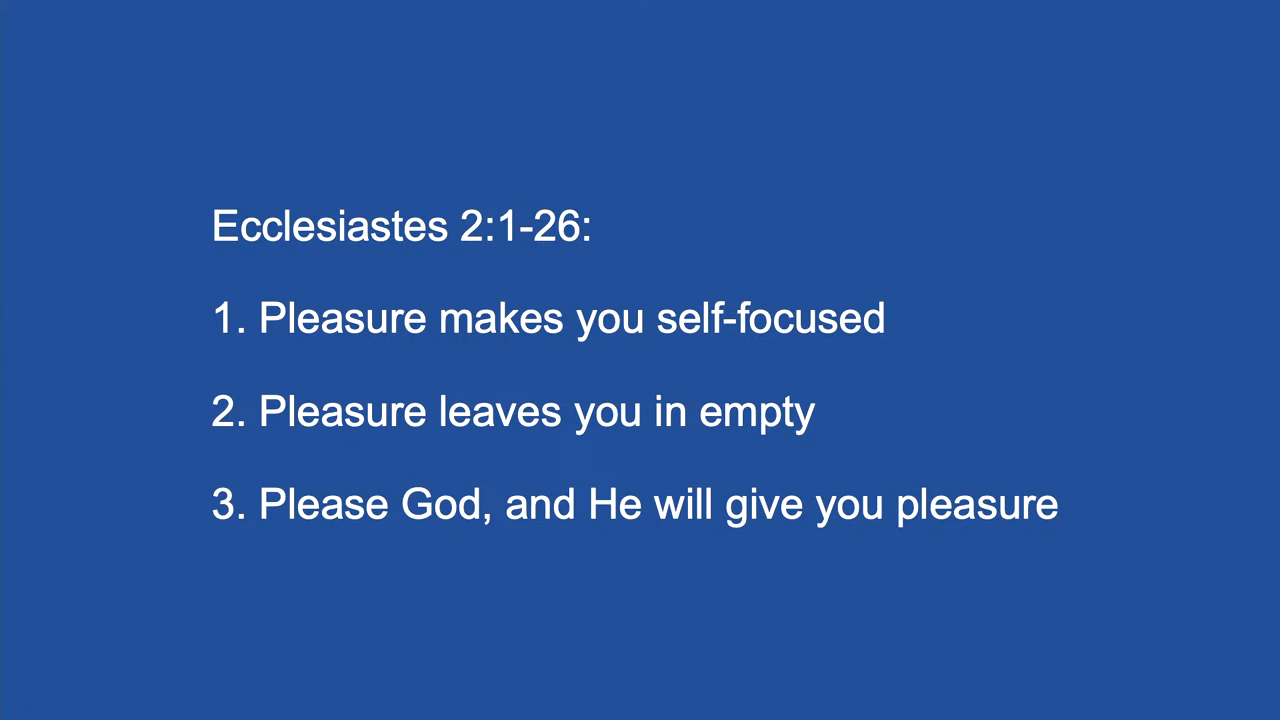 Ecclesiastes 2:1-26:
1. Pleasure makes you self-focused
2. Pleasure leaves you in empty
3. Please God, and He will give you pleasure